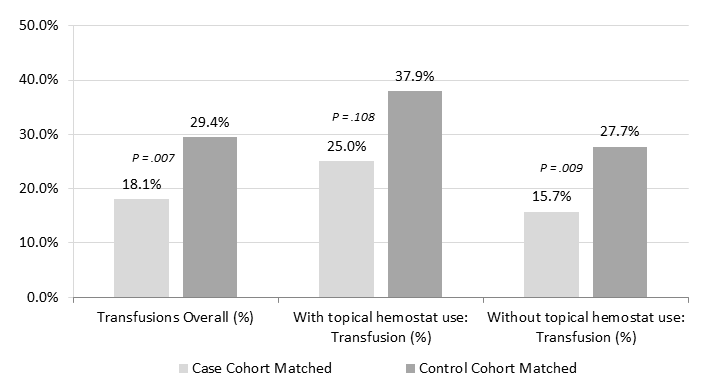 50.0%
40.0%
30.0%
20.0%
10.0%
0.0%
29.4%
P = .007
18.1%
37.9%
P = .108
25.0%
27.7%
P = .009
15.7%
Transfusions Overall (%)
With topical hemostat use:
Transfusion (%)
Without topical hemostat use:
Transfusion (%)
Case Cohort Matched
Control Cohort Matched